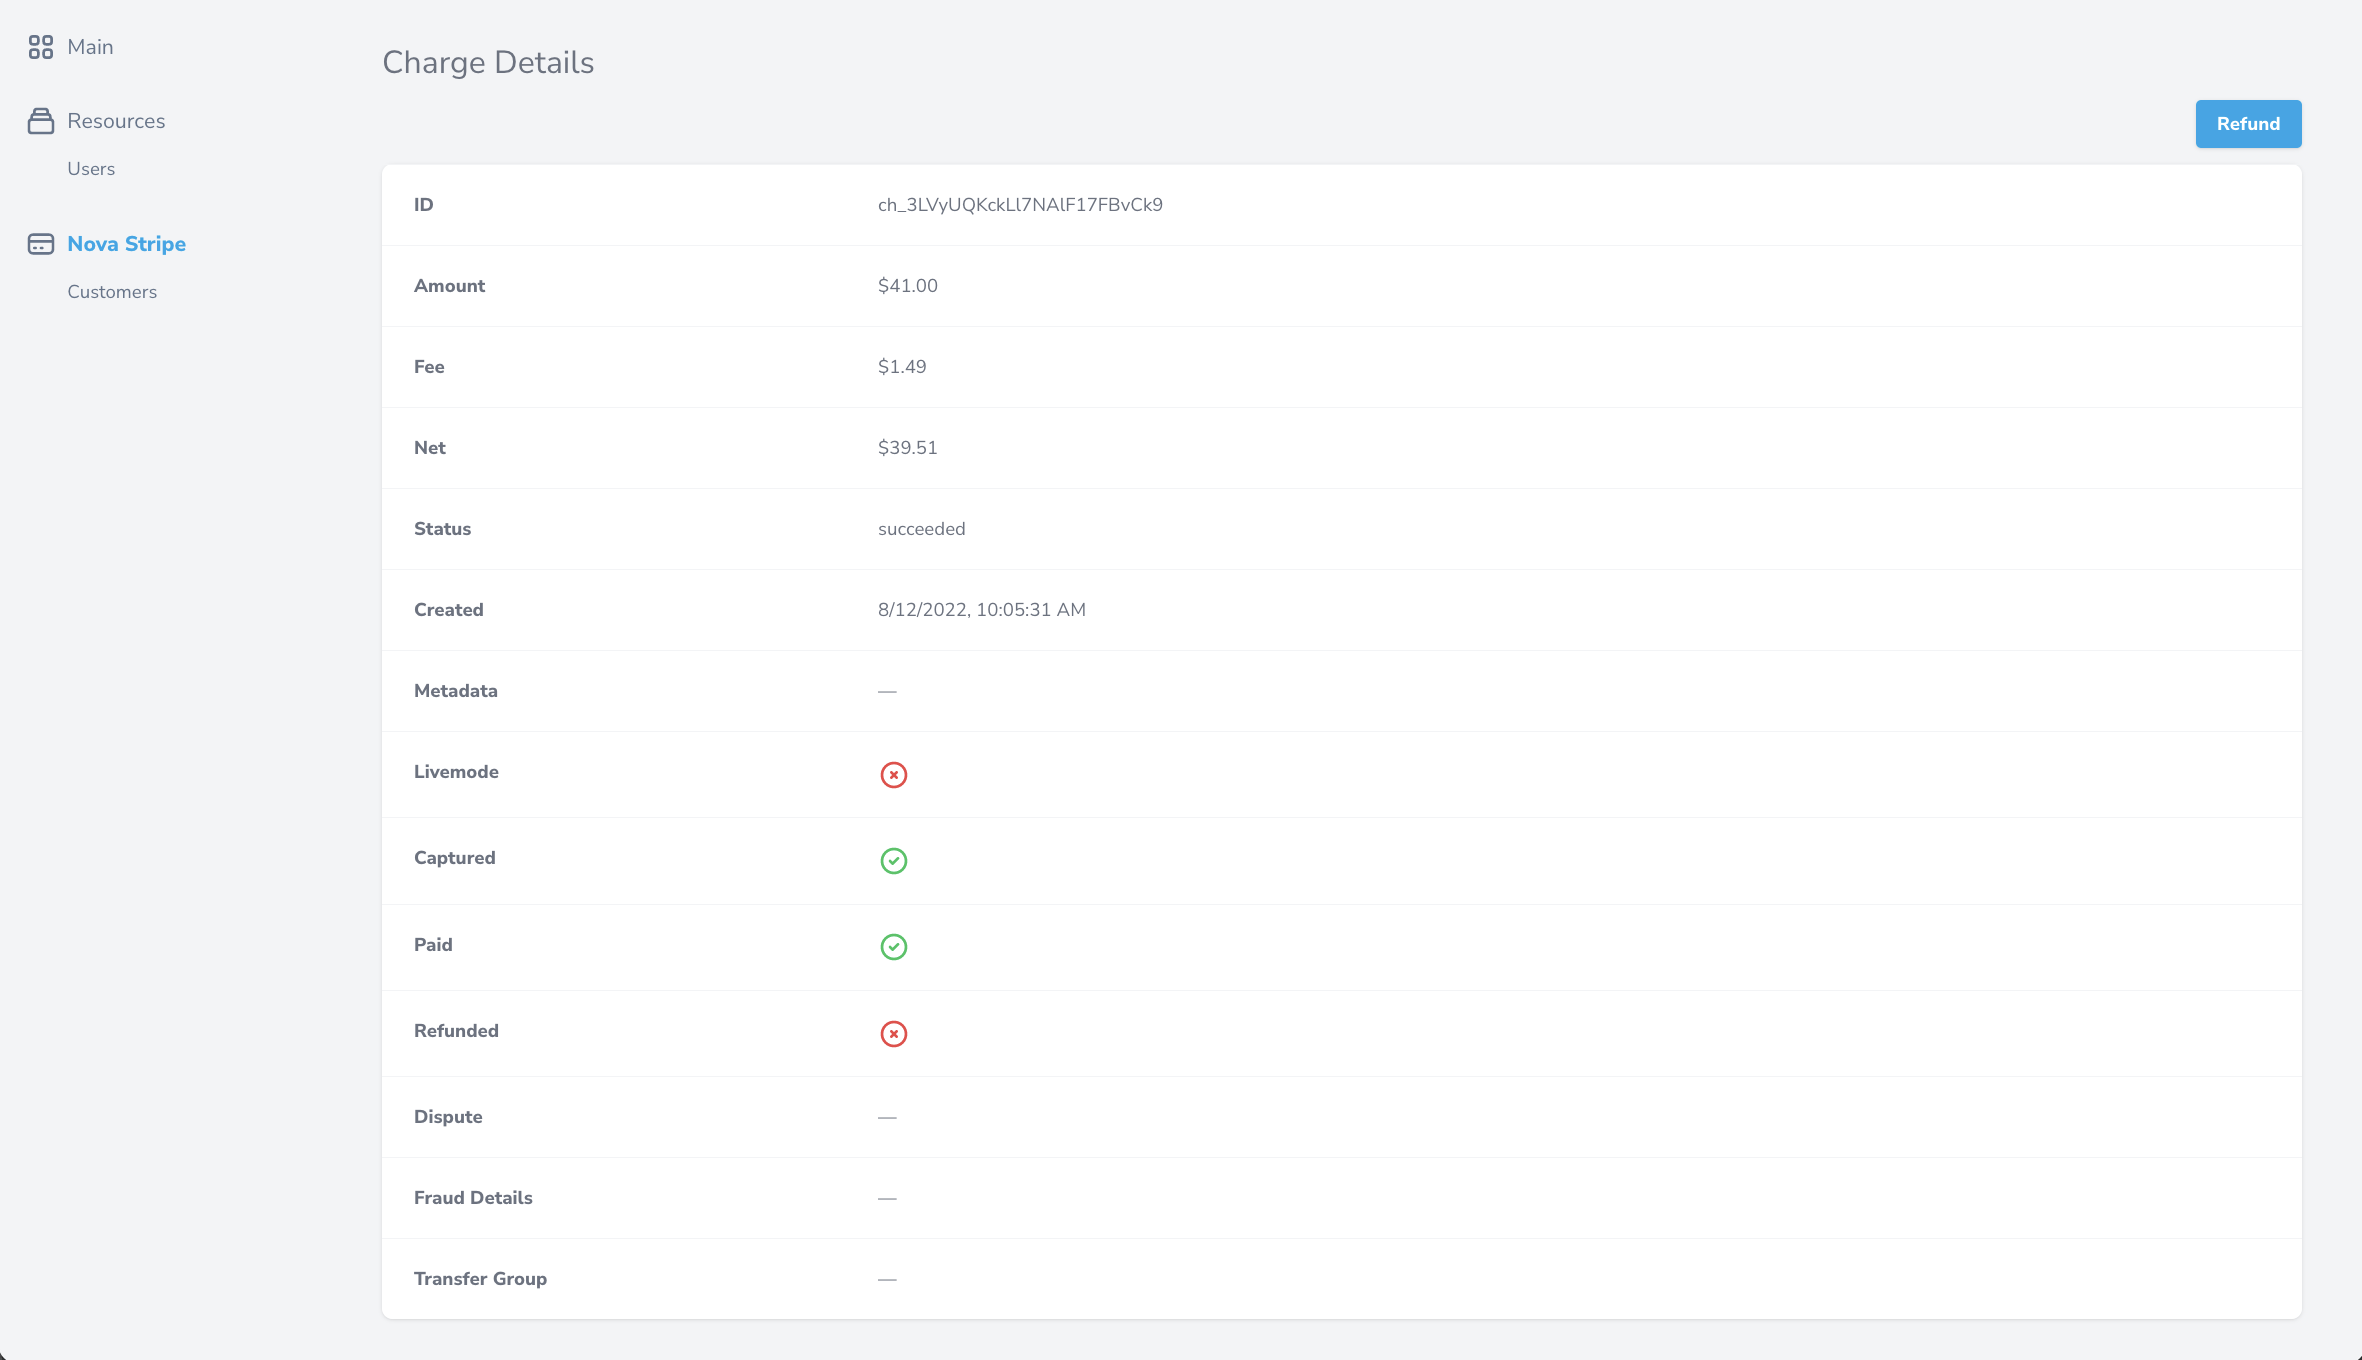 Main
Resources
Users
Nova Stripe
Customers
Charge Details
Refund
ID ch_3LVyUQKckLl7NAlF17FBvCk9
Amount $41.00
Fee $1.49
Net $39.51
Status succeeded
Created 8/12/2022, 10:05:31 AM
Metadata —
Livemode
Captured
Paid
Refunded
Dispute —
Fraud Details —
Transfer Group —